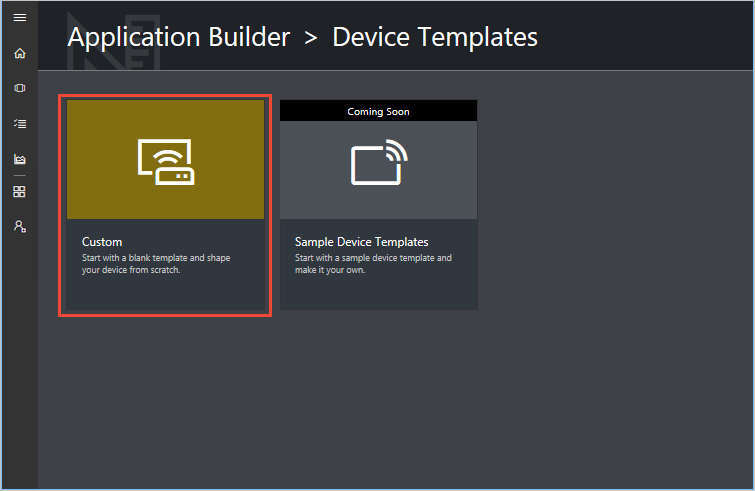 Application Builder > Device Templates
Coming Soon
Custom
Start with a blank template and shape
your device from scratch.
Sample Device Templates
Start with a sample device template and
make it your own.